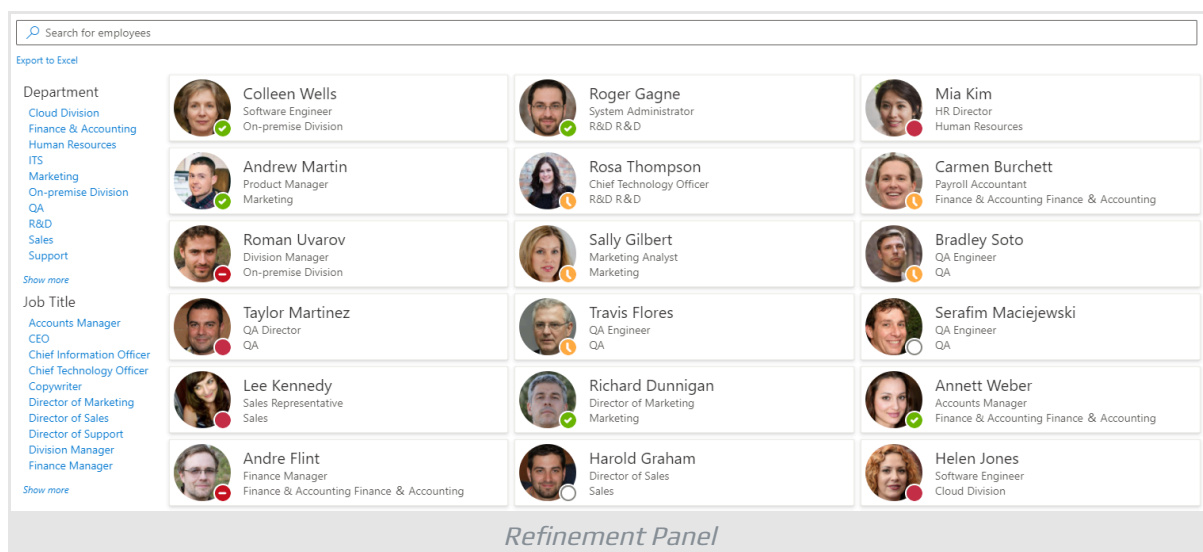 Search for employees
Export to Excel
Department
Cloud Division
Finance & Accounting
Human Resources
ITS
Marketing
On-premise Division
QA
R&D
Sales
Support
Show more
Job Title
Accounts Manager
CEO
Chief Information Officer
Chief Technology Officer
Copywriter
Director of Marketing
Director of Sales
Director of Support
Division Manager
Finance Manager
Show more
Colleen Wells
Software Engineer
On-premise Division
Roger Gagne
System Administrator
R&D R&D
Mia Kim
HR Director
Human Resources
Andrew Martin
Product Manager
Marketing
Rosa Thompson
Chief Technology Officer
R&D R&D
Carmen Burchett
Payroll Accountant
Finance & Accounting Finance & Accounting
Roman Uvarov
Division Manager
On-premise Division
Sally Gilbert
Marketing Analyst
Marketing
Bradley Soto
QA Engineer
QA
Taylor Martinez
QA Director
QA
Travis Flores
QA Engineer
QA
Serafim Maciejewski
QA Engineer
QA
Lee Kennedy
Sales Representative
Sales
Richard Dunnigan
Director of Marketing
Marketing
Annett Weber
Accounts Manager
Finance & Accounting Finance & Accounting
Andre Flint
Finance Manager
Finance & Accounting Finance & Accounting
Harold Graham
Director of Sales
Sales
Helen Jones
Software Engineer
Cloud Division
Refinement Panel